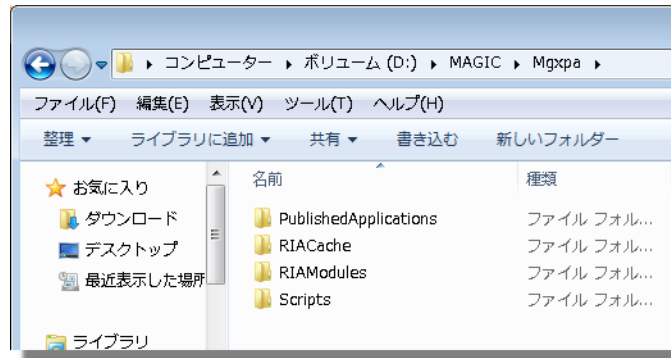 コンピューター ▸ ボリューム (D:) ▸ MAGIC ▸ Mgxpa ▸
ファイル(F) 編集(E) 表示(V) ツール(T) ヘルプ(H)
整理 ▼ ライブラリに追加 ▼ 共有 ▼ 書き込む 新しいフォルダー
お気に入り
ダウンロード
デスクトップ
最近表示した場所
ライブラリ
名前 種類
PublishedApplications ファイル フォル...
RIACache ファイル フォル...
RIAModules ファイル フォル...
Scripts ファイル フォル...